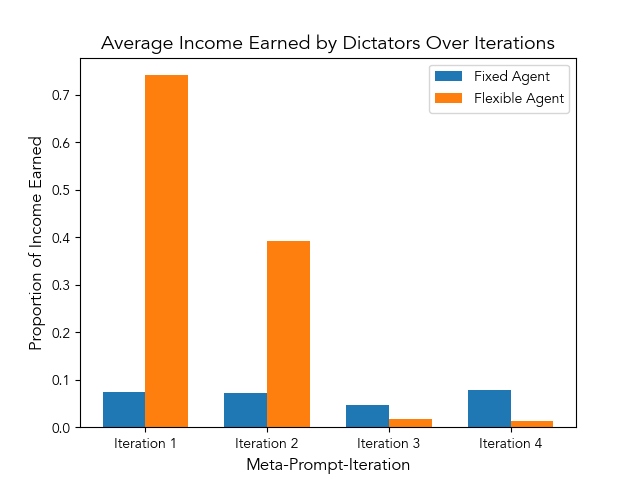 Average Income Earned by Dictators Over Iterations
Fixed Agent
Flexible Agent
Proportion of Income Earned
0.7
0.6
0.5
0.4
0.3
0.2
0.1
0.0
Iteration 1 Iteration 2 Iteration 3 Iteration 4
Meta-Prompt-Iteration